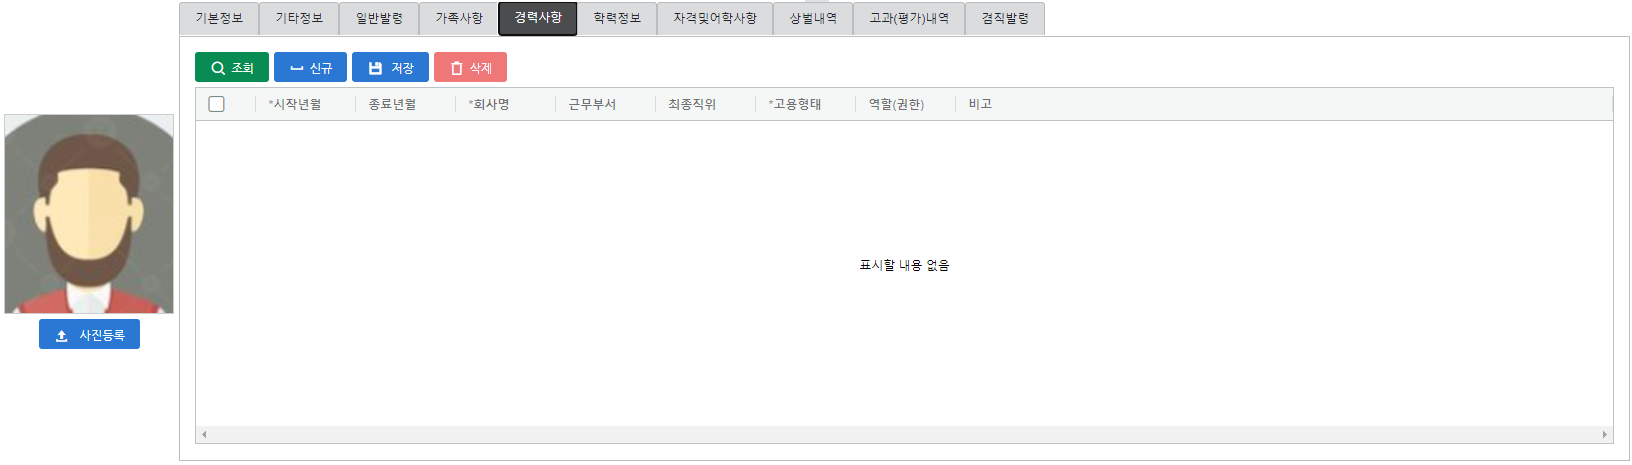 기본정보 기타정보 일반발령 가족사항 경력사항 학력정보 자격및어학사항 상벌내역 고과(평가)내역 겸직발령
조회 신규 저장 삭제
*시작년월 종료년월 *회사명 근무부서 최종직위 *고용형태 역할(권한) 비고
표시할 내용 없음
사진등록